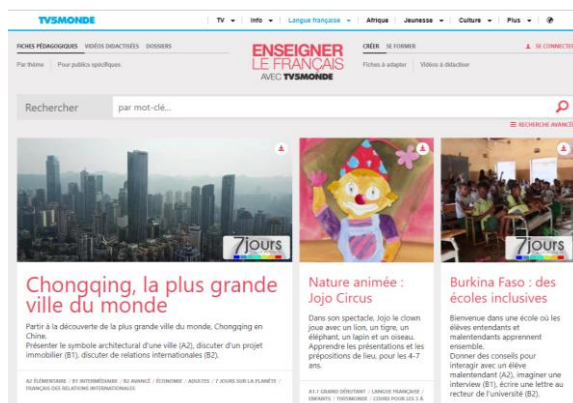 TV5MONDE
TV Info Langue française Afrique Jeunesse Culture Plus
FICHES PÉDAGOGIQUES VIDÉOS DIDACTISÉES DOSSIERS
Par thème Pour publics spécifiques
ENSEIGNER
LE FRANÇAIS
AVEC TV5MONDE
CRÉER SE FORMER
Fiches à adapter Vidéos à didactiser
SE CONNECTER
Rechercher par mot-clé...
RECHERCHE AVANCÉE
7jours
Chongqing, la plus grande
ville du monde
Partir à la découverte de la plus grande ville du monde, Chongqing en
Chine.
Présenter le symbole architectural d'une ville (A2), discuter d'un projet
immobilier (B1), discuter de relations internationales (B2).
A2 ÉLÉMENTAIRE / B1 INTERMÉDIAIRE / B2 AVANCÉ / ÉCONOMIE / ADULTES / 7 JOURS SUR LA PLANÈTE /
FRANÇAIS DES RELATIONS INTERNATIONALES
Nature animée :
Jojo Circus
Dans son spectacle, Jojo le clown
joue avec un lion, un tigre, un
éléphant, un lapin et un oiseau.
Apprendre les présentations et les
prépositions de lieu, pour les 4-7
ans.
A1.1 GRAND DÉBUTANT / LANGUE FRANÇAISE /
ENFANTS / TIVI5MONDE / COURS POUR LES 3 À
7jours
Burkina Faso : des
écoles inclusives
Bienvenue dans une école où les
élèves entendants et
malentendants apprennent
ensemble.
Donner des conseils pour
interagir avec un élève
malentendant (A2), imaginer une
interview (B1), écrire une lettre au
recteur de l'université (B2).